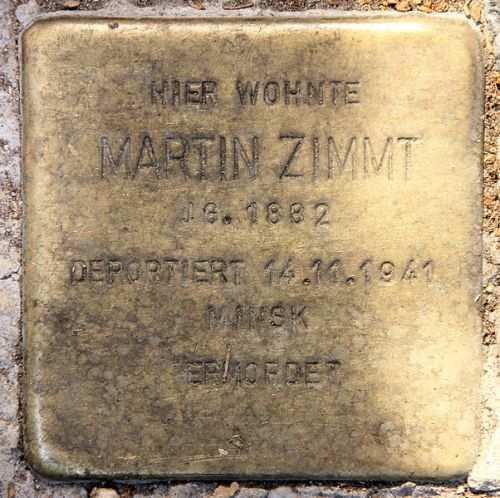 HIER WOHNTE
MARTIN ZIMMT
JG. 1882
DEPORTIERT 14.11.1941
MINSK
ERMORDET